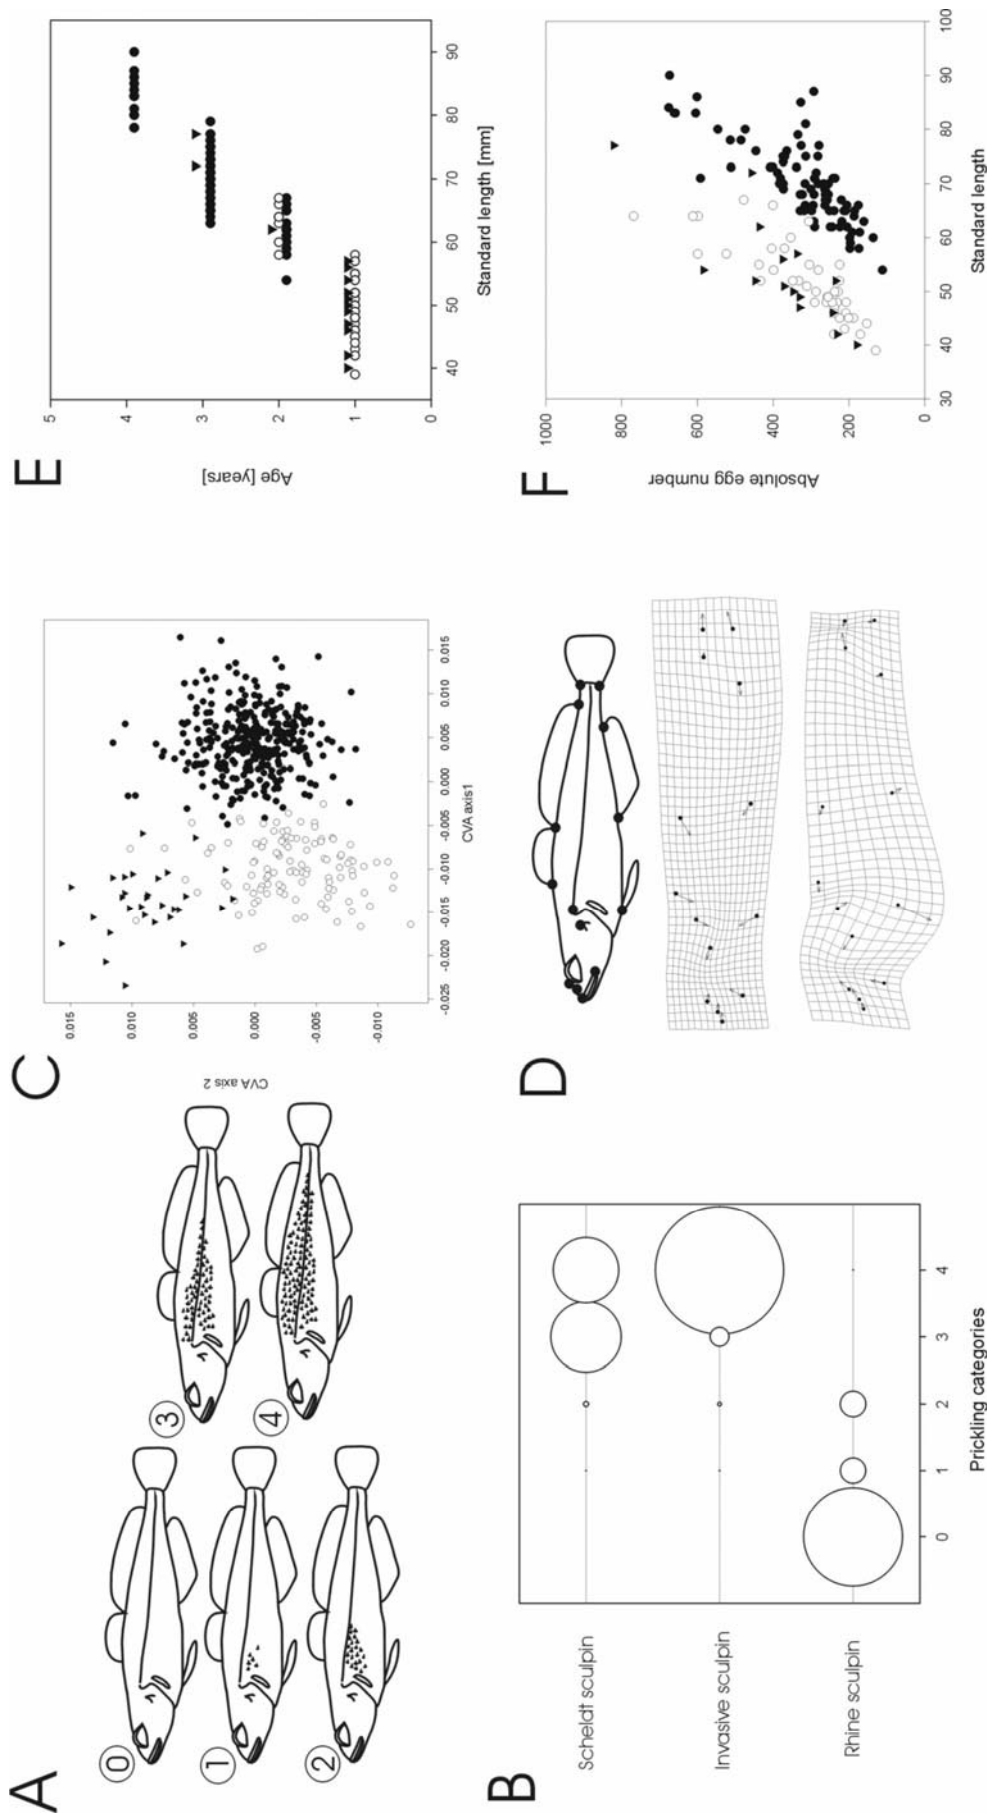 A
0
1
2
3
4
B
Scheldt sculpin
Invasive sculpin
Rhine sculpin
0 1 2 3 4
Prickling categories
C
CVA axis 2
0.015
0.010
0.005
0.000
-0.005
-0.010
-0.025 -0.020 -0.015 -0.010 -0.005 0.000 0.005 0.010 0.015
CVA axis1
D
E
Age [years]
5
4
3
2
1
0
40 50 60 70 80 90
Standard length [mm]
F
Absolute egg number
1000
800
600
400
200
0
30 40 50 60 70 80 90 100
Standard length